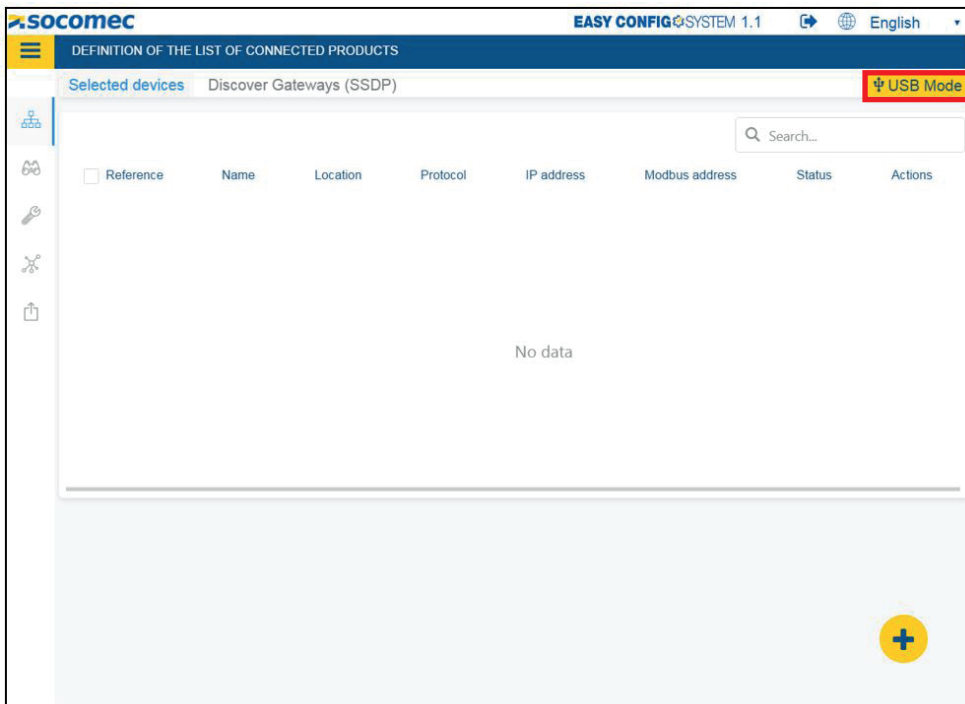 socomec
EASY CONFIG SYSTEM 1.1
English
DEFINITION OF THE LIST OF CONNECTED PRODUCTS
Selected devices Discover Gateways (SSDP)
USB Mode
Search...
Reference Name Location Protocol IP address Modbus address Status Actions
No data